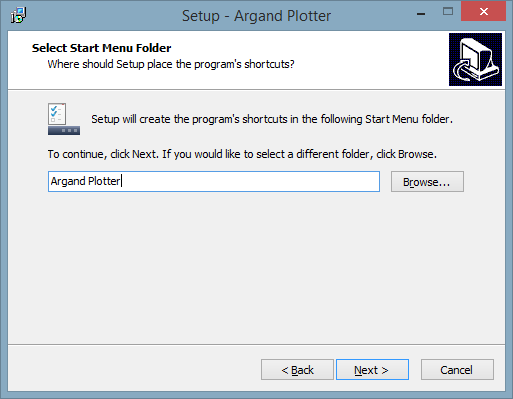 Setup - Argand Plotter
Select Start Menu Folder
Where should Setup place the program's shortcuts?
Setup will create the program's shortcuts in the following Start Menu folder.
To continue, click Next. If you would like to select a different folder, click Browse.
Argand Plotter
Browse...
< Back
Next >
Cancel